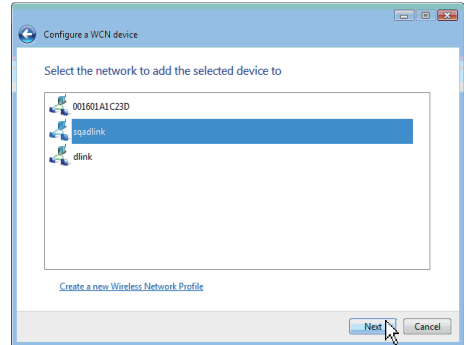 Configure a WCN device
Select the network to add the selected device to
001601A1C23D
sqadlink
dlink
Create a new Wireless Network Profile
Next
Cancel